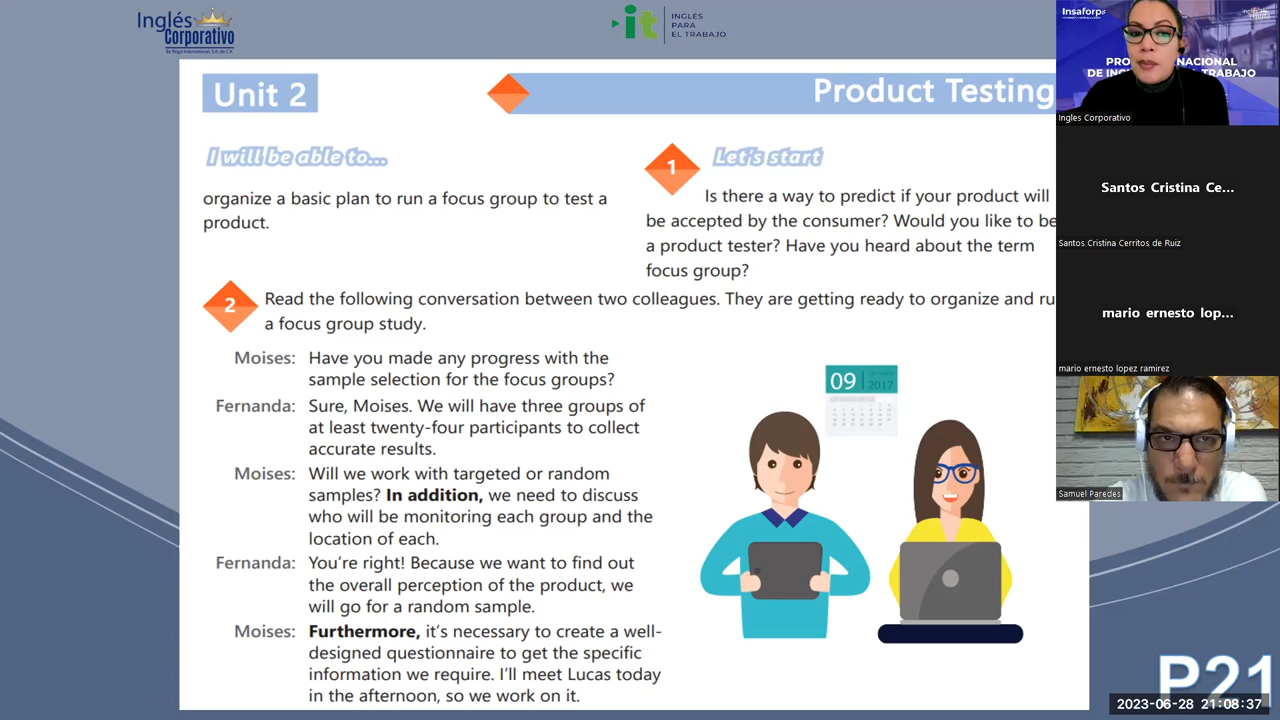 Inglés
Corporativo
By Regal International, S.A. de C.V.
it
INGLÉS
PARA
EL TRABAJO
Unit 2
Product Testing
I will be able to...
organize a basic plan to run a focus group to test a
product.
1
Let's start
Is there a way to predict if your product will
be accepted by the consumer? Would you like to be
a product tester? Have you heard about the term
focus group?
2
Read the following conversation between two colleagues. They are getting ready to organize and ru
a focus group study.
Moises: Have you made any progress with the
sample selection for the focus groups?
Fernanda: Sure, Moises. We will have three groups of
at least twenty-four participants to collect
accurate results.
Moises: Will we work with targeted or random
samples? In addition, we need to discuss
who will be monitoring each group and the
location of each.
Fernanda: You're right! Because we want to find out
the overall perception of the product, we
will go for a random sample.
Moises: Furthermore, it's necessary to create a well-
designed questionnaire to get the specific
information we require. I'll meet Lucas today
in the afternoon, so we work on it.
09
2017
P21
Insaforp
Ingles Corporativo
Santos Cristina Ce...
Santos Cristina Cerritos de Ruiz
mario ernesto lop...
mario ernesto lopez ramirez
Samuel Paredes
2023-06-28 21:08:37